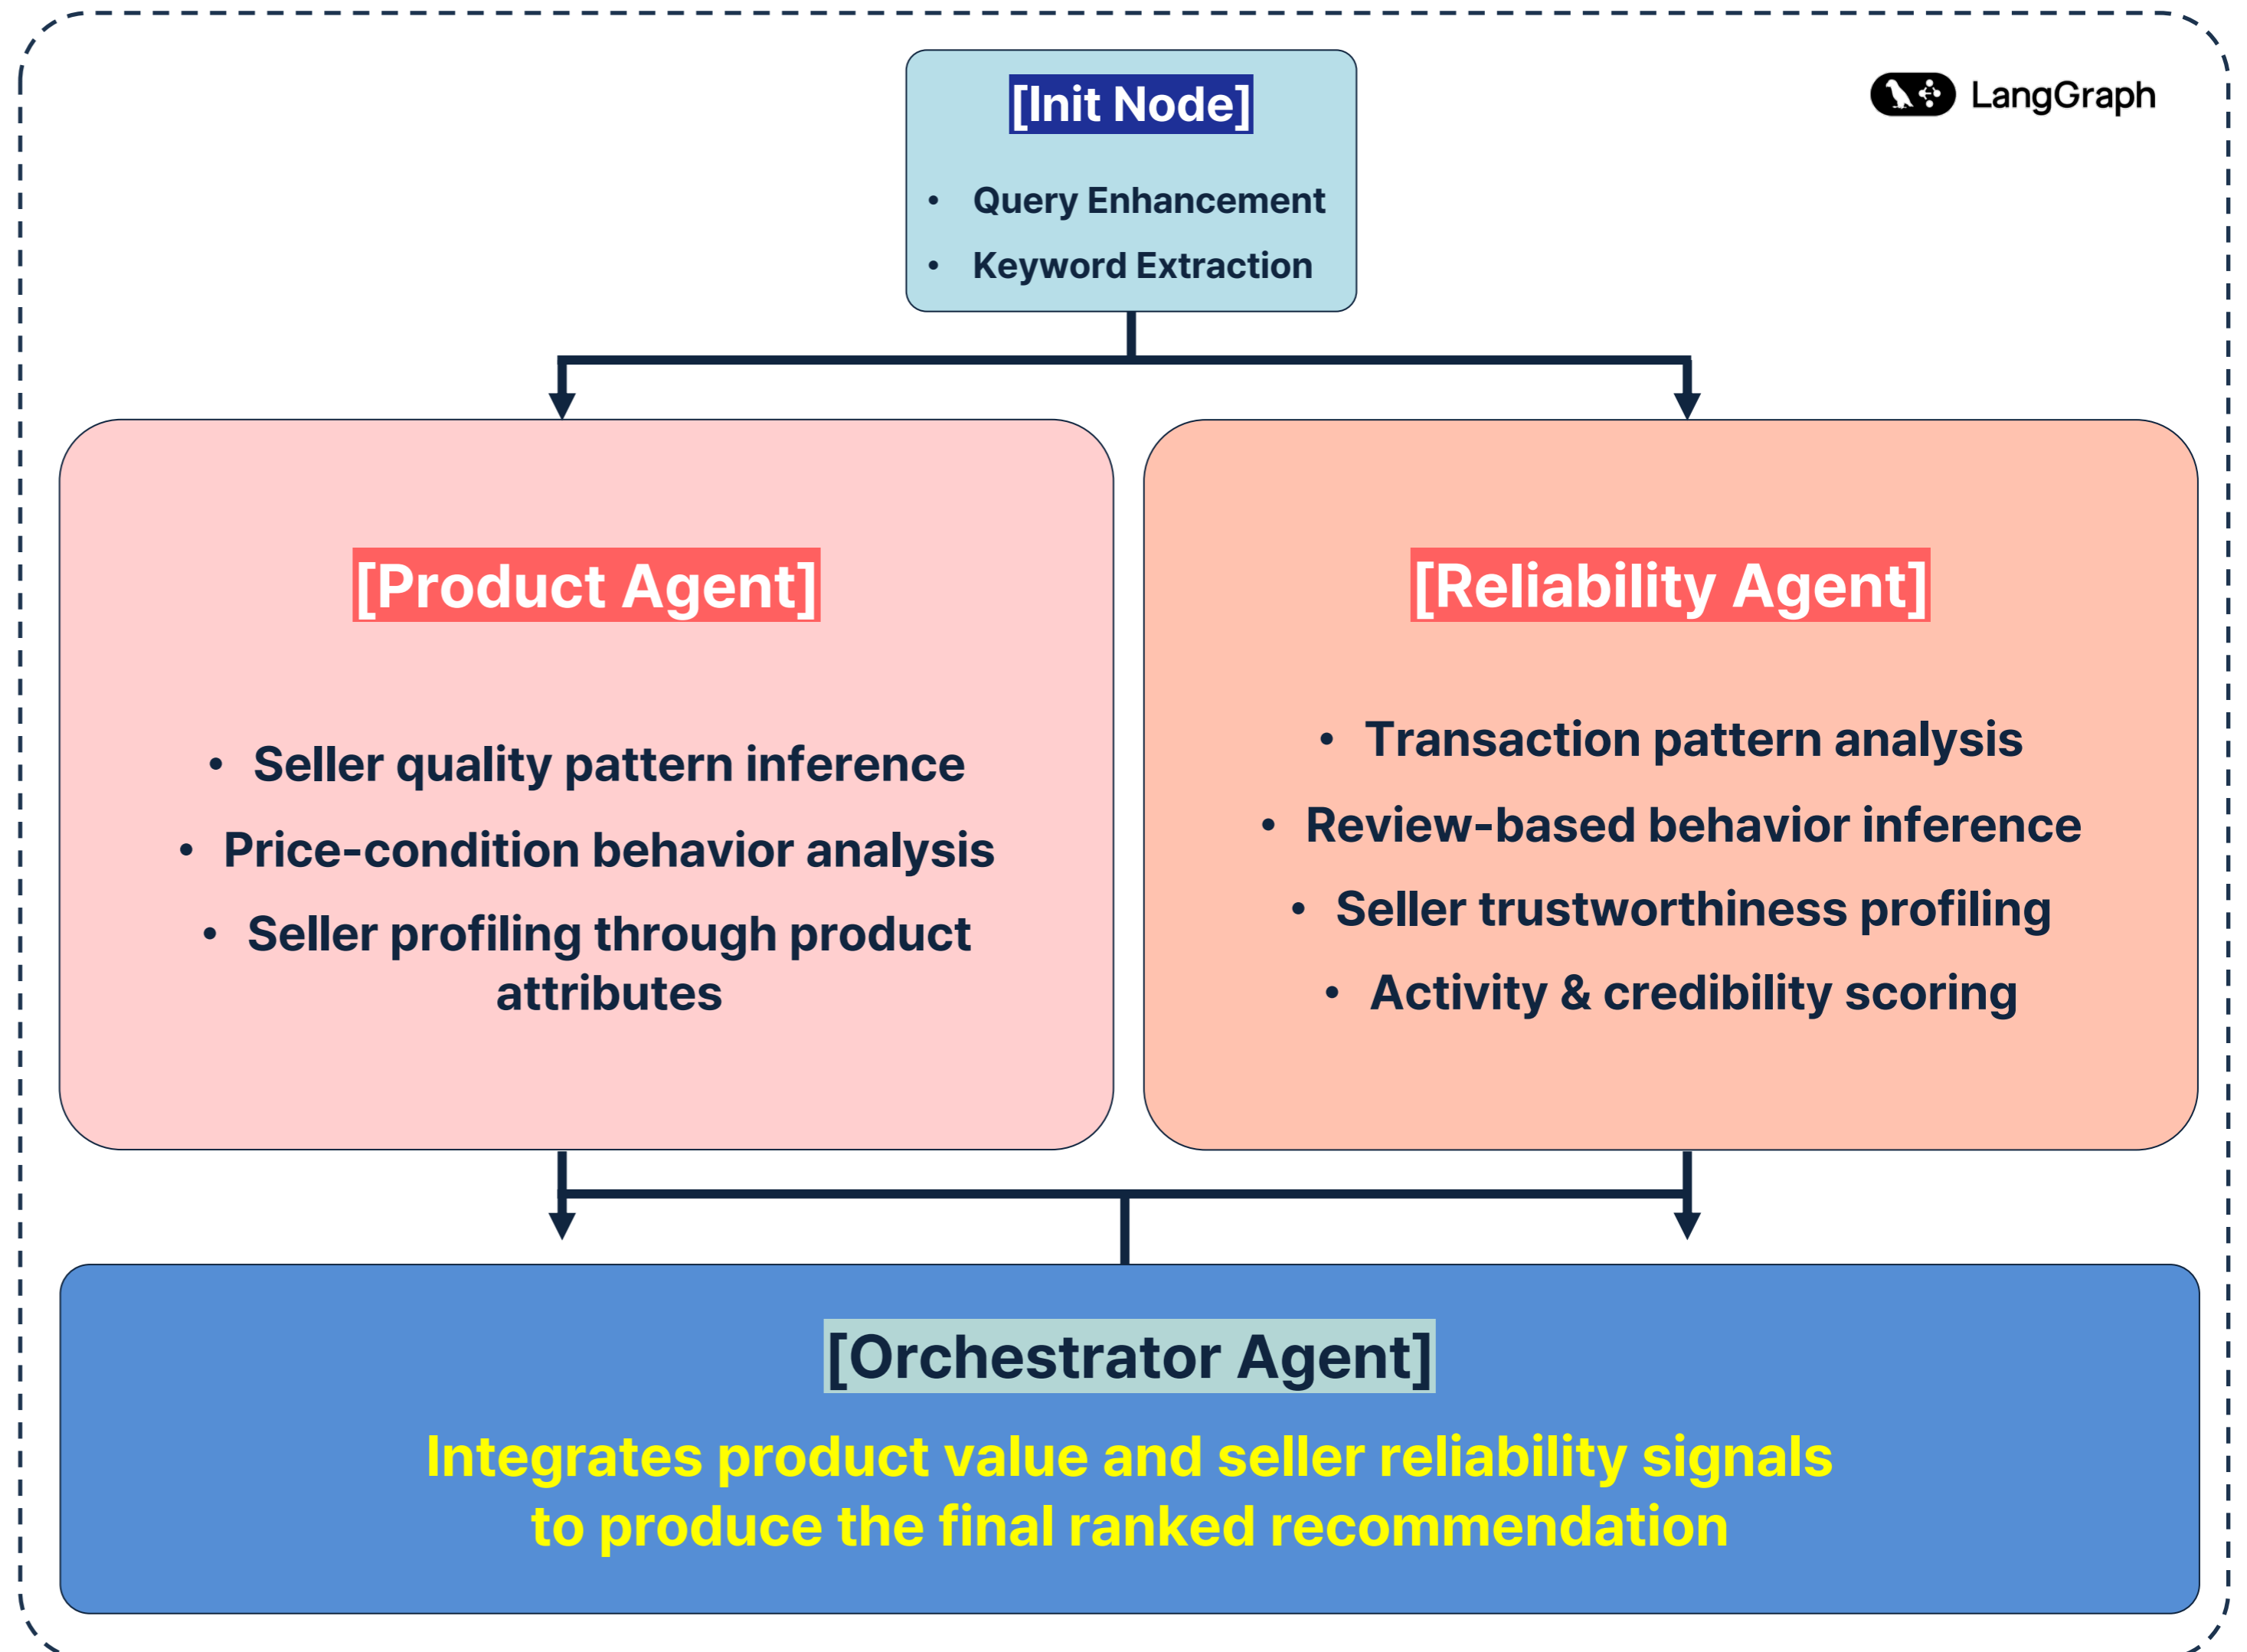 [Init Node]
LangGraph
• Query Enhancement
• Keyword Extraction
[Product Agent]
• Seller quality pattern inference
• Price-condition behavior analysis
• Seller profiling through product
attributes
[Reliability Agent]
• Transaction pattern analysis
• Review-based behavior inference
• Seller trustworthiness profiling
• Activity & credibility scoring
[Orchestrator Agent]
Integrates product value and seller reliability signals
to produce the final ranked recommendation